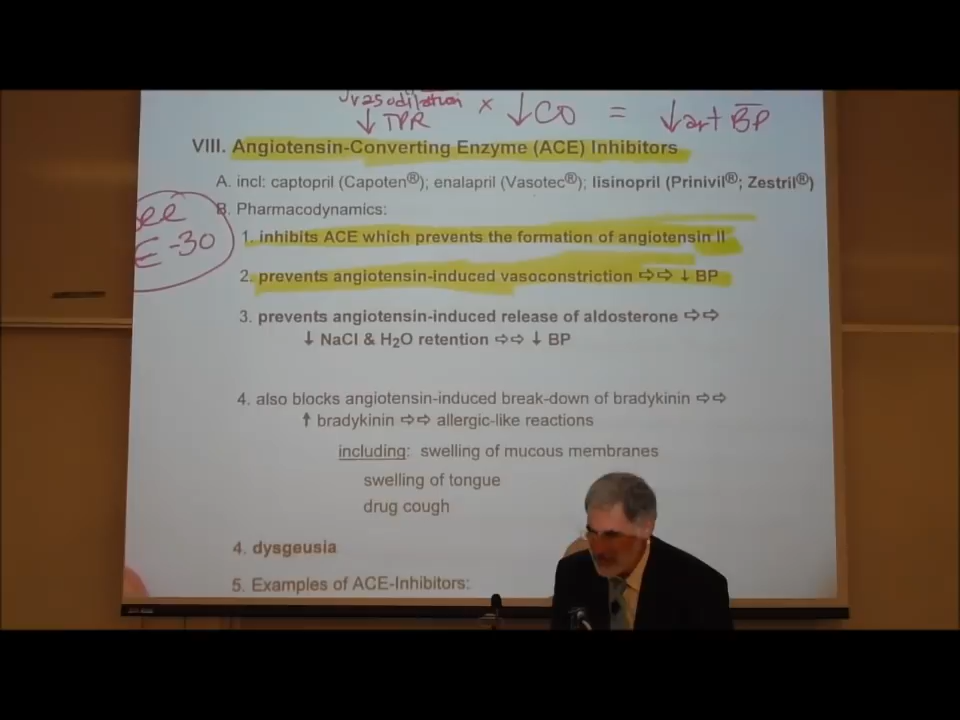 ↓vasodilation × ↓CO = ↓art BP
↓TPR
VIII. Angiotensin-Converting Enzyme (ACE) Inhibitors
A. incl: captopril (Capoten®); enalapril (Vasotec®); lisinopril (Prinivil®; Zestril®)
B. Pharmacodynamics:
see
E-30
1. inhibits ACE which prevents the formation of angiotensin II
2. prevents angiotensin-induced vasoconstriction ⇨⇨ ↓ BP
3. prevents angiotensin-induced release of aldosterone ⇨⇨
↓ NaCl & H₂O retention ⇨⇨ ↓ BP
4. also blocks angiotensin-induced break-down of bradykinin ⇨⇨
↑ bradykinin ⇨⇨ allergic-like reactions
including: swelling of mucous membranes
swelling of tongue
drug cough
4. dysgeusia
5. Examples of ACE-Inhibitors: